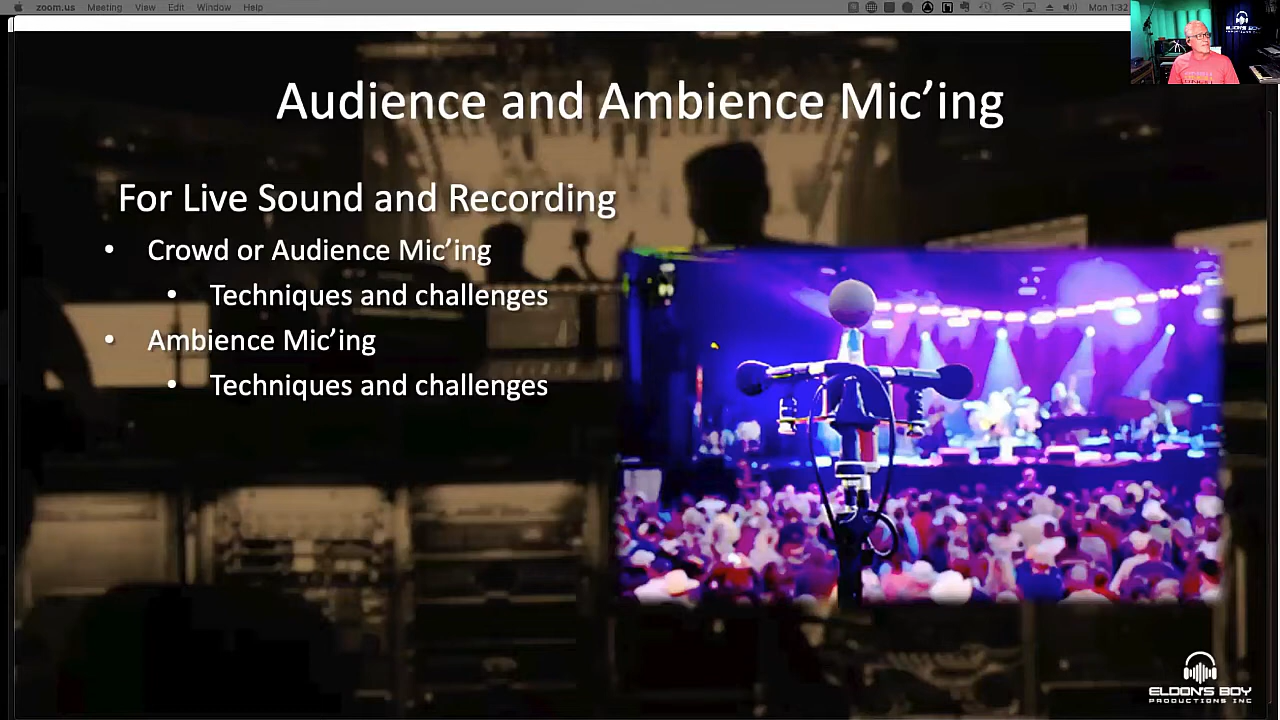 zoom.us Meeting View Edit Window Help Mon 1:32
Audience and Ambience Mic’ing
For Live Sound and Recording
• Crowd or Audience Mic’ing
• Techniques and challenges
• Ambience Mic’ing
• Techniques and challenges
ELDON'S BOY
PRODUCTIONS INC
ELDON'S BOY